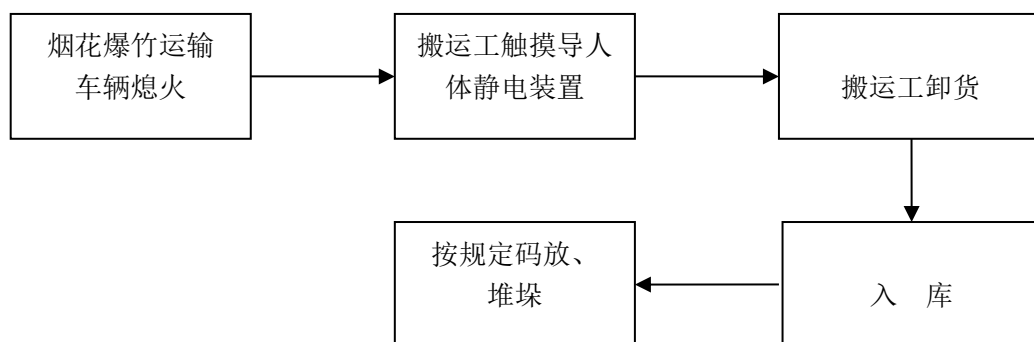 烟花爆竹运输
车辆熄火
搬运工触摸导人
体静电装置
搬运工卸货
入　库
按规定码放、
堆垛